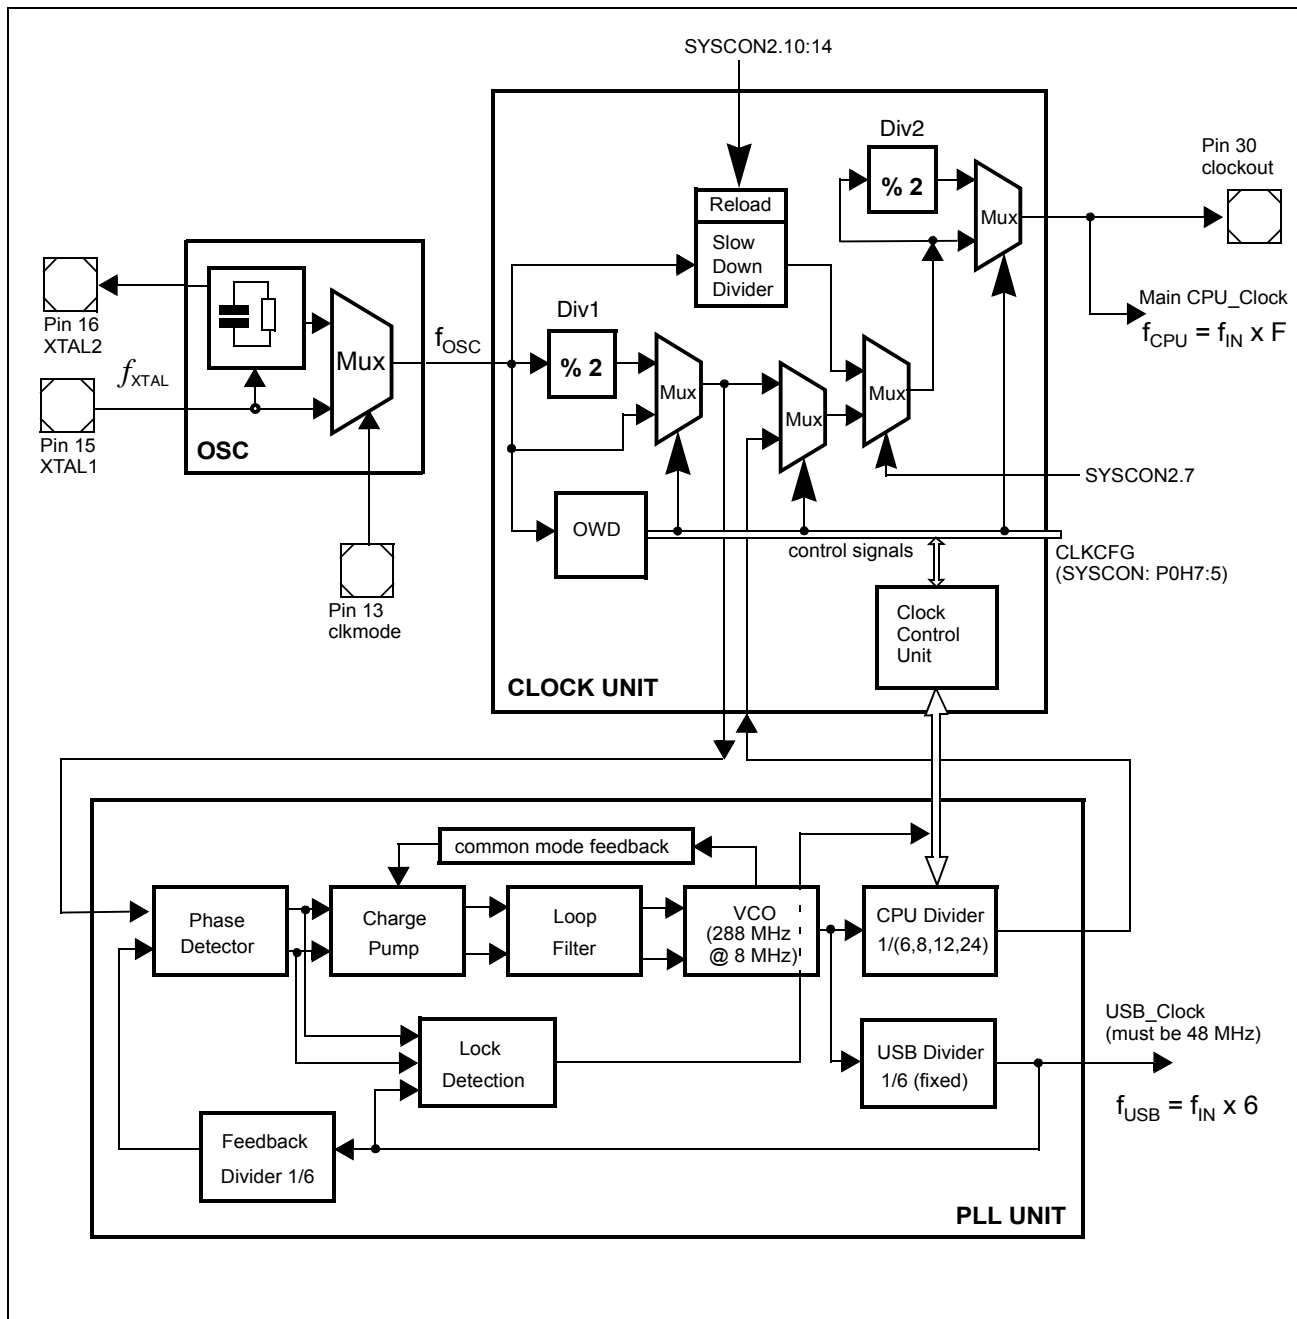 SYSCON2.10:14
Div2
% 2
Mux
Pin 30
clockout
Reload
Slow
Down
Divider
Main CPU_Clock
fCPU = fIN x F
Pin 16
XTAL2
fXTAL
Pin 15
XTAL1
Mux
OSC
fOSC
Div1
% 2
Mux
Mux
Mux
SYSCON2.7
OWD
control signals
CLKCFG
(SYSCON: P0H7:5)
Pin 13
clkmode
Clock
Control
Unit
CLOCK UNIT
common mode feedback
Phase
Detector
Charge
Pump
Loop
Filter
VCO
(288 MHz
@ 8 MHz)
CPU Divider
1/(6,8,12,24)
Lock
Detection
USB Divider
1/6 (fixed)
USB_Clock
(must be 48 MHz)
fUSB = fIN x 6
Feedback
Divider 1/6
PLL UNIT